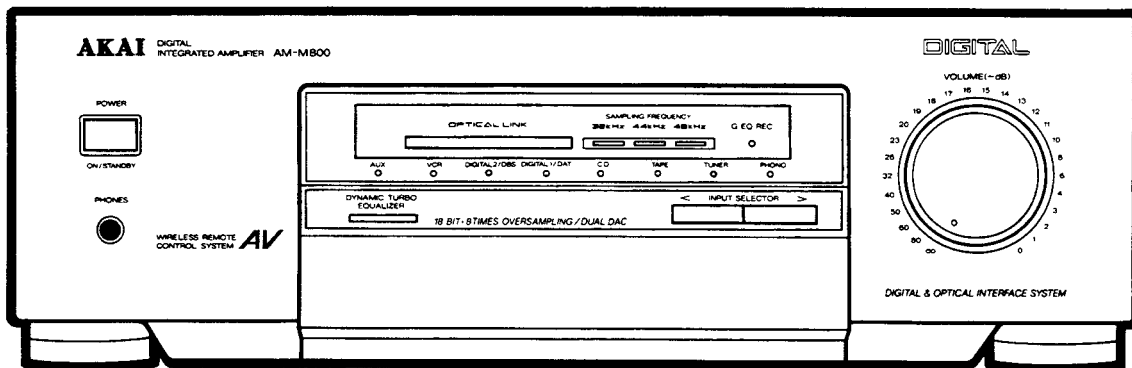 AKAI DIGITAL
INTEGRATED AMPLIFIER AM-M800
DIGITAL
POWER
ON/STANDBY
PHONES
WIRELESS REMOTE
CONTROL SYSTEM AV
OPTICAL LINK
SAMPLING FREQUENCY
32kHz 44kHz 48kHz
G.EQ REC
AUX VCR DIGITAL2/DBS DIGITAL1/DAT CD TAPE TUNER PHONO
DYNAMIC TURBO
EQUALIZER
18 BIT·8TIMES OVERSAMPLING/DUAL DAC
< INPUT SELECTOR >
VOLUME(-dB)
∞ 80 60 50 40 32 26 23 20 19 18 17 16 15 14 13 12 11 10 8 6 4 3 2 1 0
DIGITAL & OPTICAL INTERFACE SYSTEM